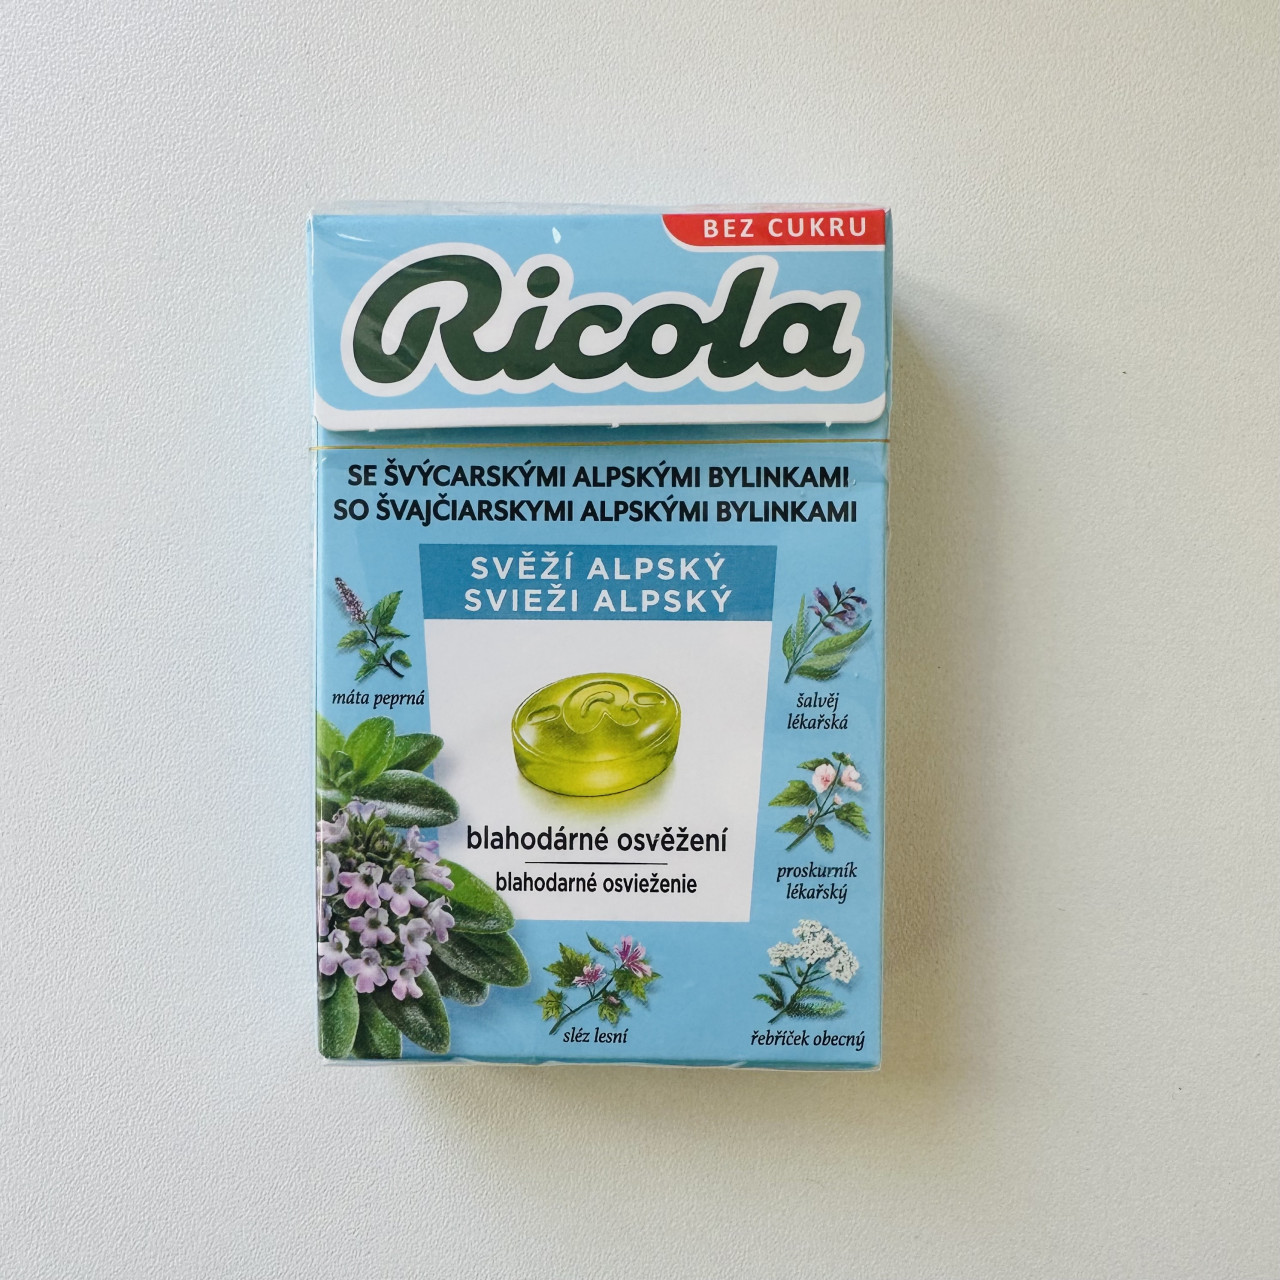 BEZ CUKRU
Ricola
SE ŠVÝCARSKÝMI ALPSKÝMI BYLINKAMI
SO ŠVAJČIARSKYMI ALPSKÝMI BYLINKAMI
SVĚŽÍ ALPSKÝ
SVIEŽI ALPSKÝ
máta peprná
šalvěj
lékařská
blahodárné osvěžení
blahodarné osvieženie
proskurník
lékařský
sléz lesní
řebříček obecný